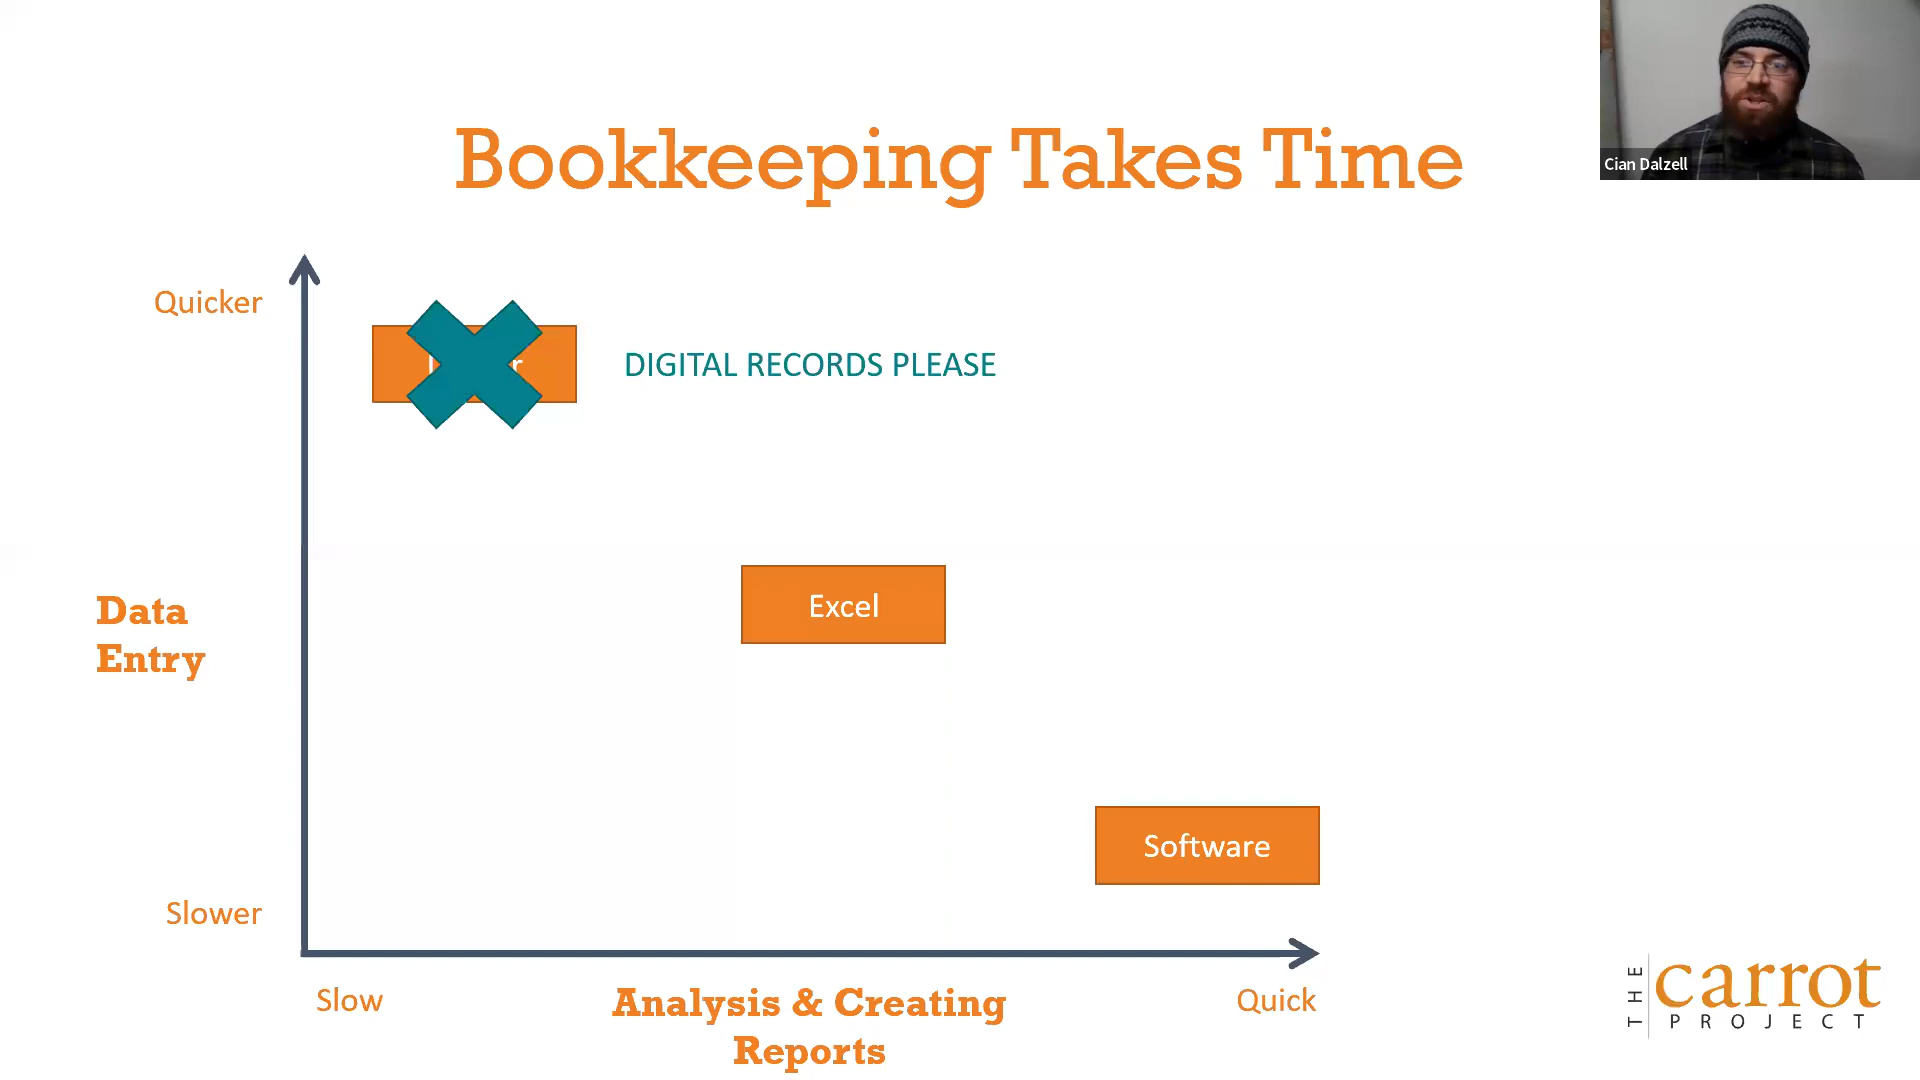 Cian Dalzell
Bookkeeping Takes Time
Quicker
DIGITAL RECORDS PLEASE
Data
Entry
Excel
Software
Slower
Slow
Analysis & Creating
Reports
Quick
THE
carrot
PROJECT